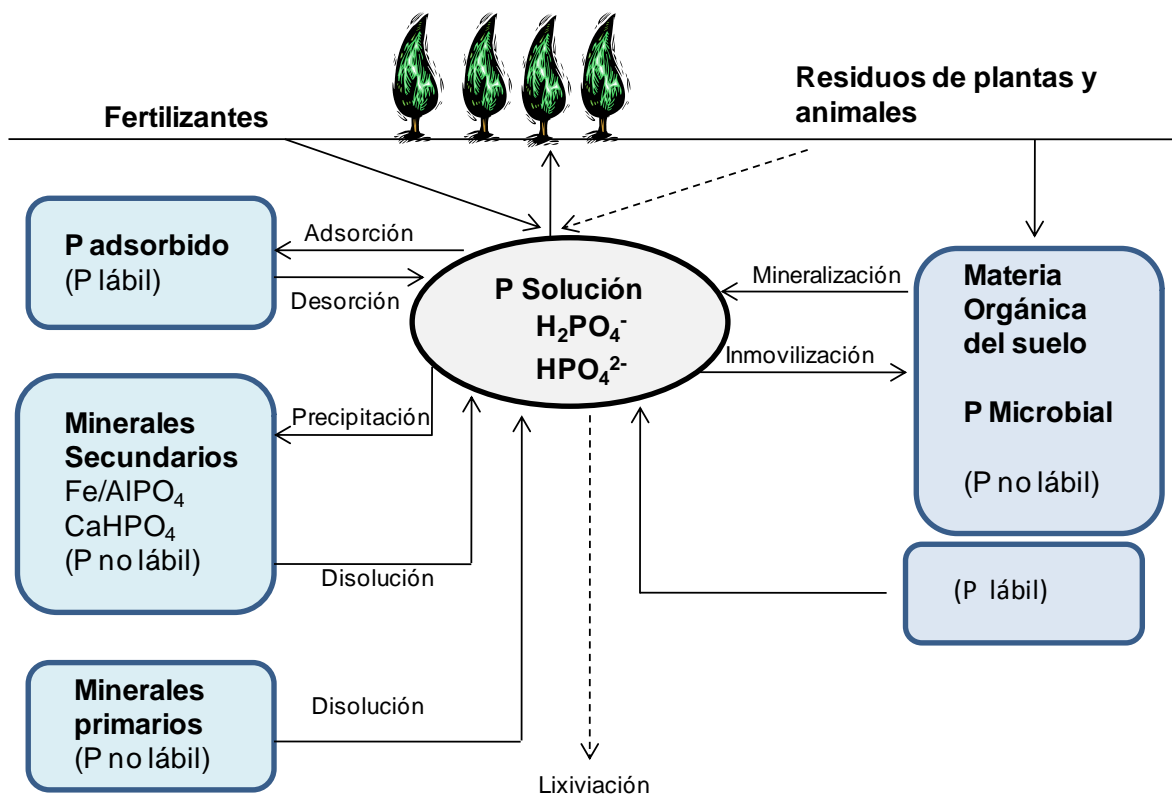 Fertilizantes
Residuos de plantas y
animales
P adsorbido
(P lábil)
Adsorción
Desorción
P Solución
H₂PO₄⁻
HPO₄²⁻
Mineralización
Inmovilización
Materia
Orgánica
del suelo
P Microbial
(P no lábil)
Minerales
Secundarios
Fe/AlPO₄
CaHPO₄
(P no lábil)
Precipitación
Disolución
(P lábil)
Minerales
primarios
(P no lábil)
Disolución
Lixiviación